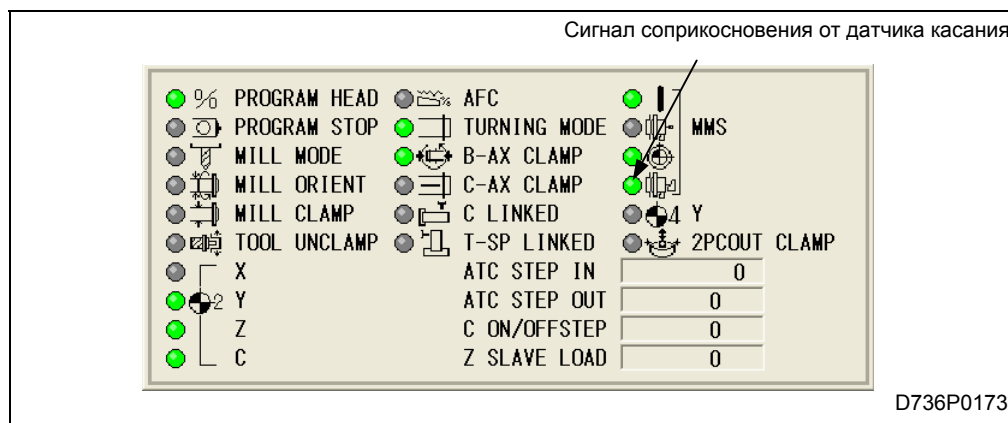 Сигнал соприкосновения от датчика касания
PROGRAM HEAD AFC
PROGRAM STOP TURNING MODE MMS
MILL MODE B-AX CLAMP
MILL ORIENT C-AX CLAMP
MILL CLAMP C LINKED 4 Y
TOOL UNCLAMP T-SP LINKED 2PCOUT CLAMP
X ATC STEP IN 0
2 Y ATC STEP OUT 0
Z C ON/OFFSTEP 0
C Z SLAVE LOAD 0
D736P0173